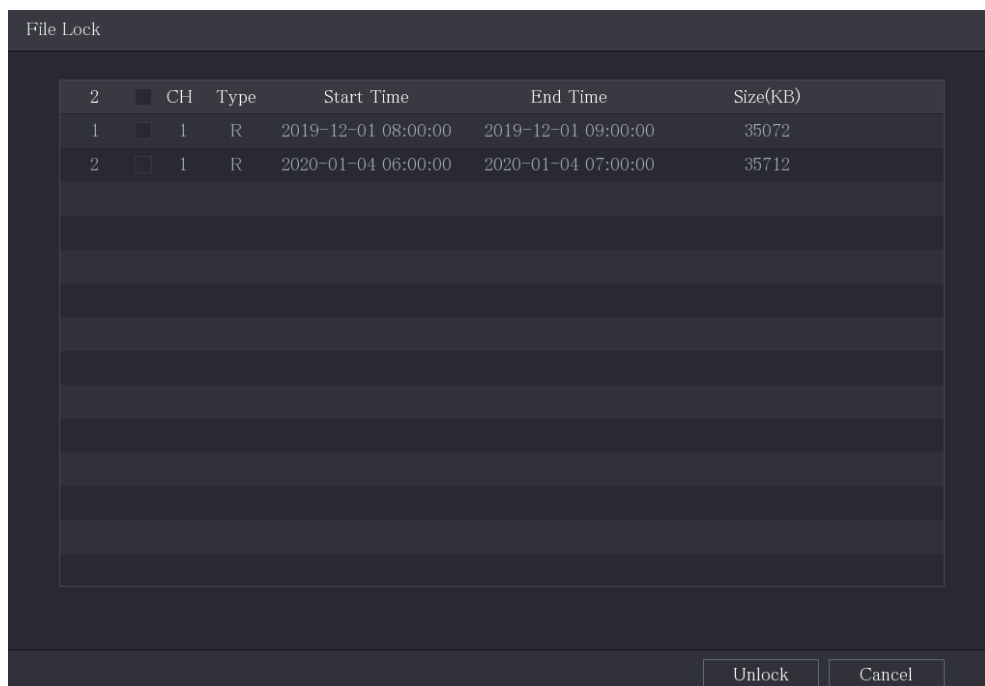 File Lock
2 CH Type Start Time End Time Size(KB)
1 1 R 2019-12-01 08:00:00 2019-12-01 09:00:00 35072
2 1 R 2020-01-04 06:00:00 2020-01-04 07:00:00 35712
Unlock Cancel